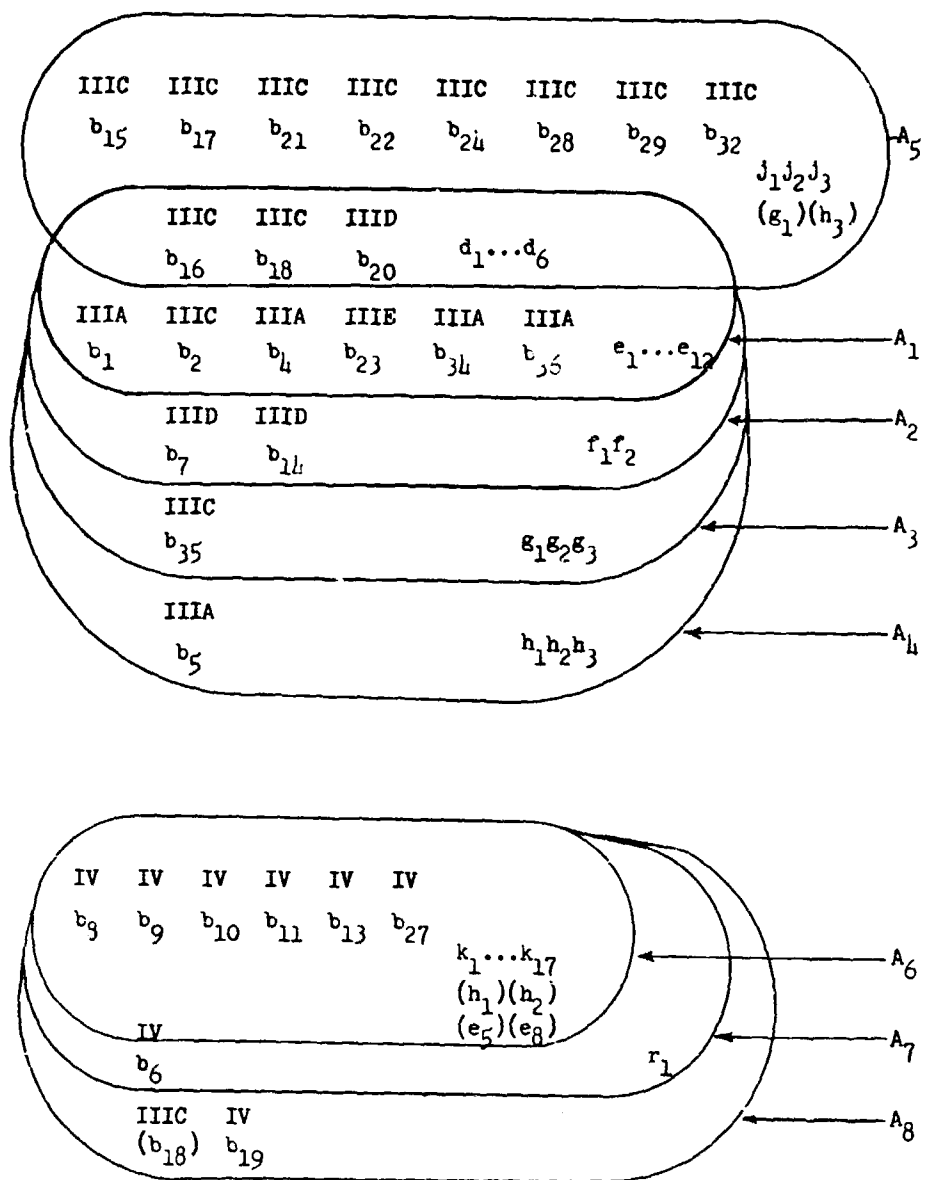 IIIC IIIC IIIC IIIC IIIC IIIC IIIC IIIC
b15 b17 b21 b22 b24 b28 b29 b32
A5
j1j2j3
(g1)(h3)
IIIC IIIC IIID
b16 b18 b20 d1...d6
IIIA IIIC IIIA IIIE IIIA IIIA
b1 b2 b4 b23 b34 e1...e12
A1
IIID IIID
b7 b14 f1f2
A2
IIIC
b35 g1g2g3
A3
IIIA
b5 h1h2h3
A4
IV IV IV IV IV IV
b9 b10 b11 b13 b27
k1...k17
A6
(h1)(h2)
(e5)(e8)
IV
b6 r1
A7
IIIC IV
(b18) b19
A8